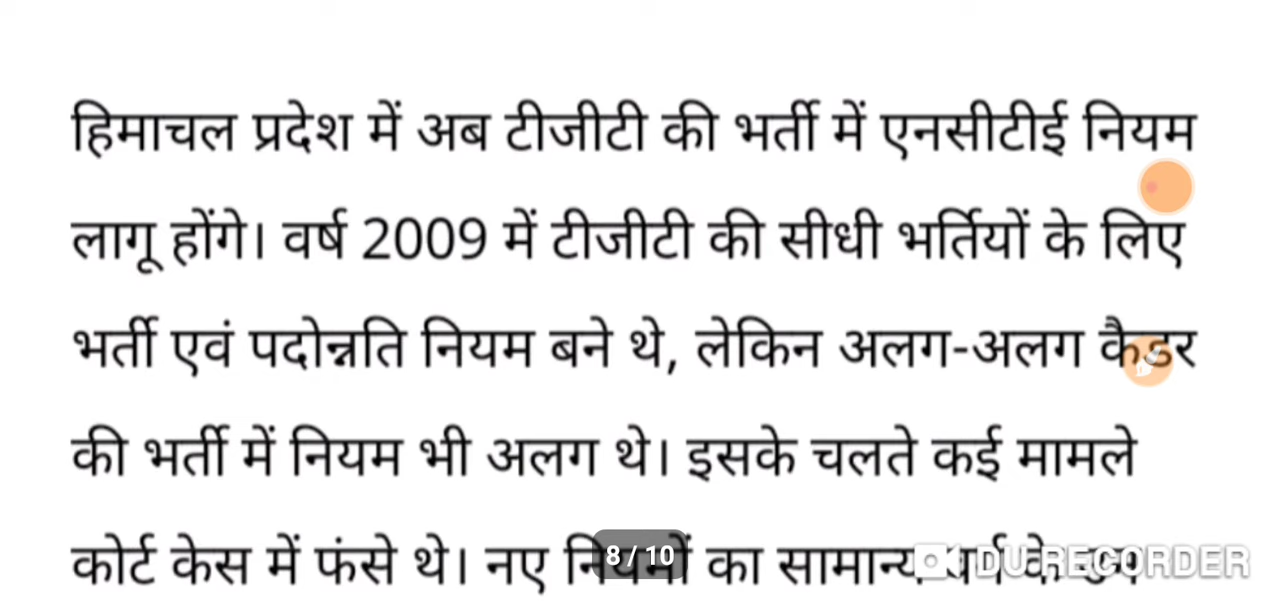 हिमाचल प्रदेश में अब टीजीटी की भर्ती में एनसीटीई नियम
लागू होंगे। वर्ष 2009 में टीजीटी की सीधी भर्तियों के लिए
भर्ती एवं पदोन्नति नियम बने थे, लेकिन अलग-अलग कैडर
की भर्ती में नियम भी अलग थे। इसके चलते कई मामले
कोर्ट केस में फंसे थे। नए नियमों का सामान्य के
8 / 10
DU RECORDER